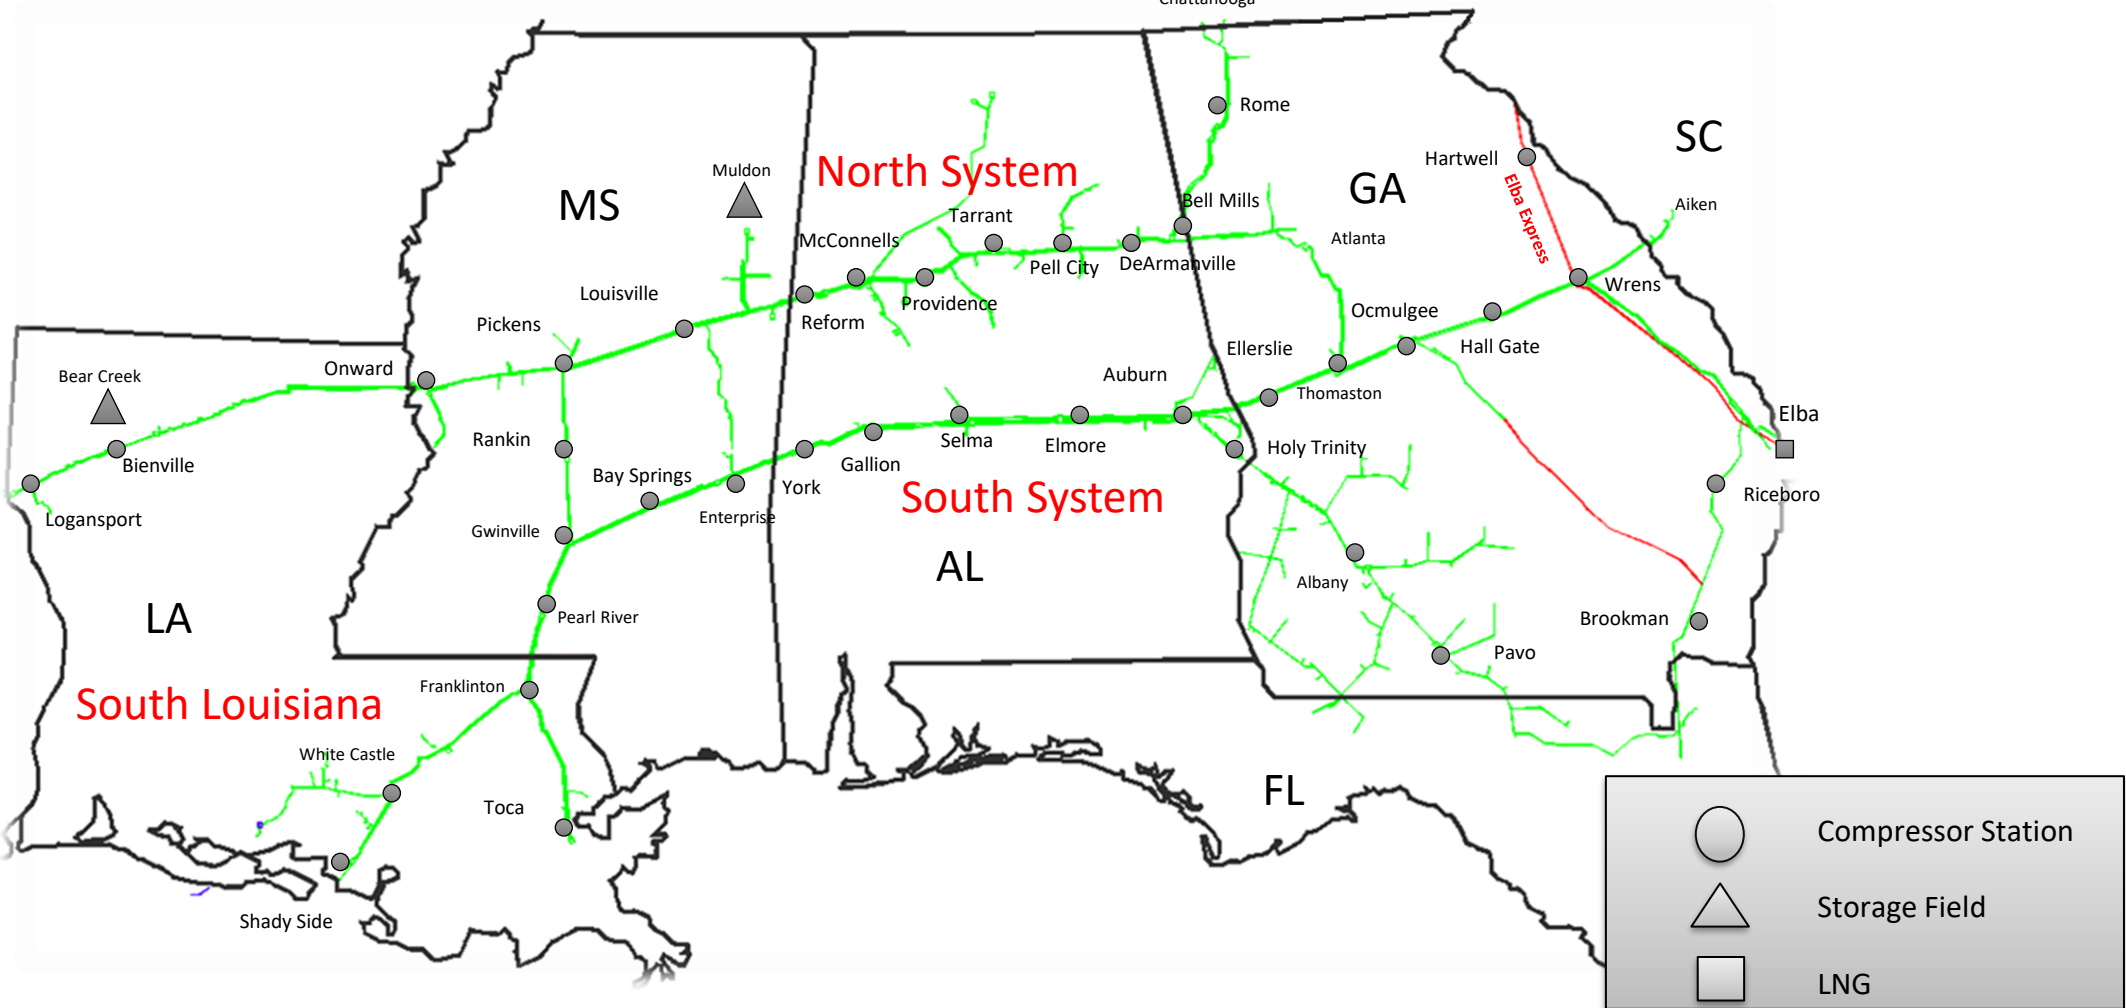 Chattanooga
Rome
SC
Hartwell
North System
Muldon
MS
GA
Elba Express
Bell Mills
Aiken
Tarrant
McConnells
Atlanta
Pell City
DeArmanville
Wrens
Louisville
Providence
Ocmulgee
Pickens
Reform
Hall Gate
Ellerslie
Onward
Bear Creek
Auburn
Thomaston
Elba
Rankin
Selma
Elmore
Holy Trinity
Bienville
Gallion
Bay Springs
York
South System
Riceboro
Logansport
Enterprise
Gwinville
AL
Albany
LA
Pearl River
Brookman
Pavo
Franklinton
South Louisiana
White Castle
Toca
FL
Shady Side
Compressor Station
Storage Field
LNG